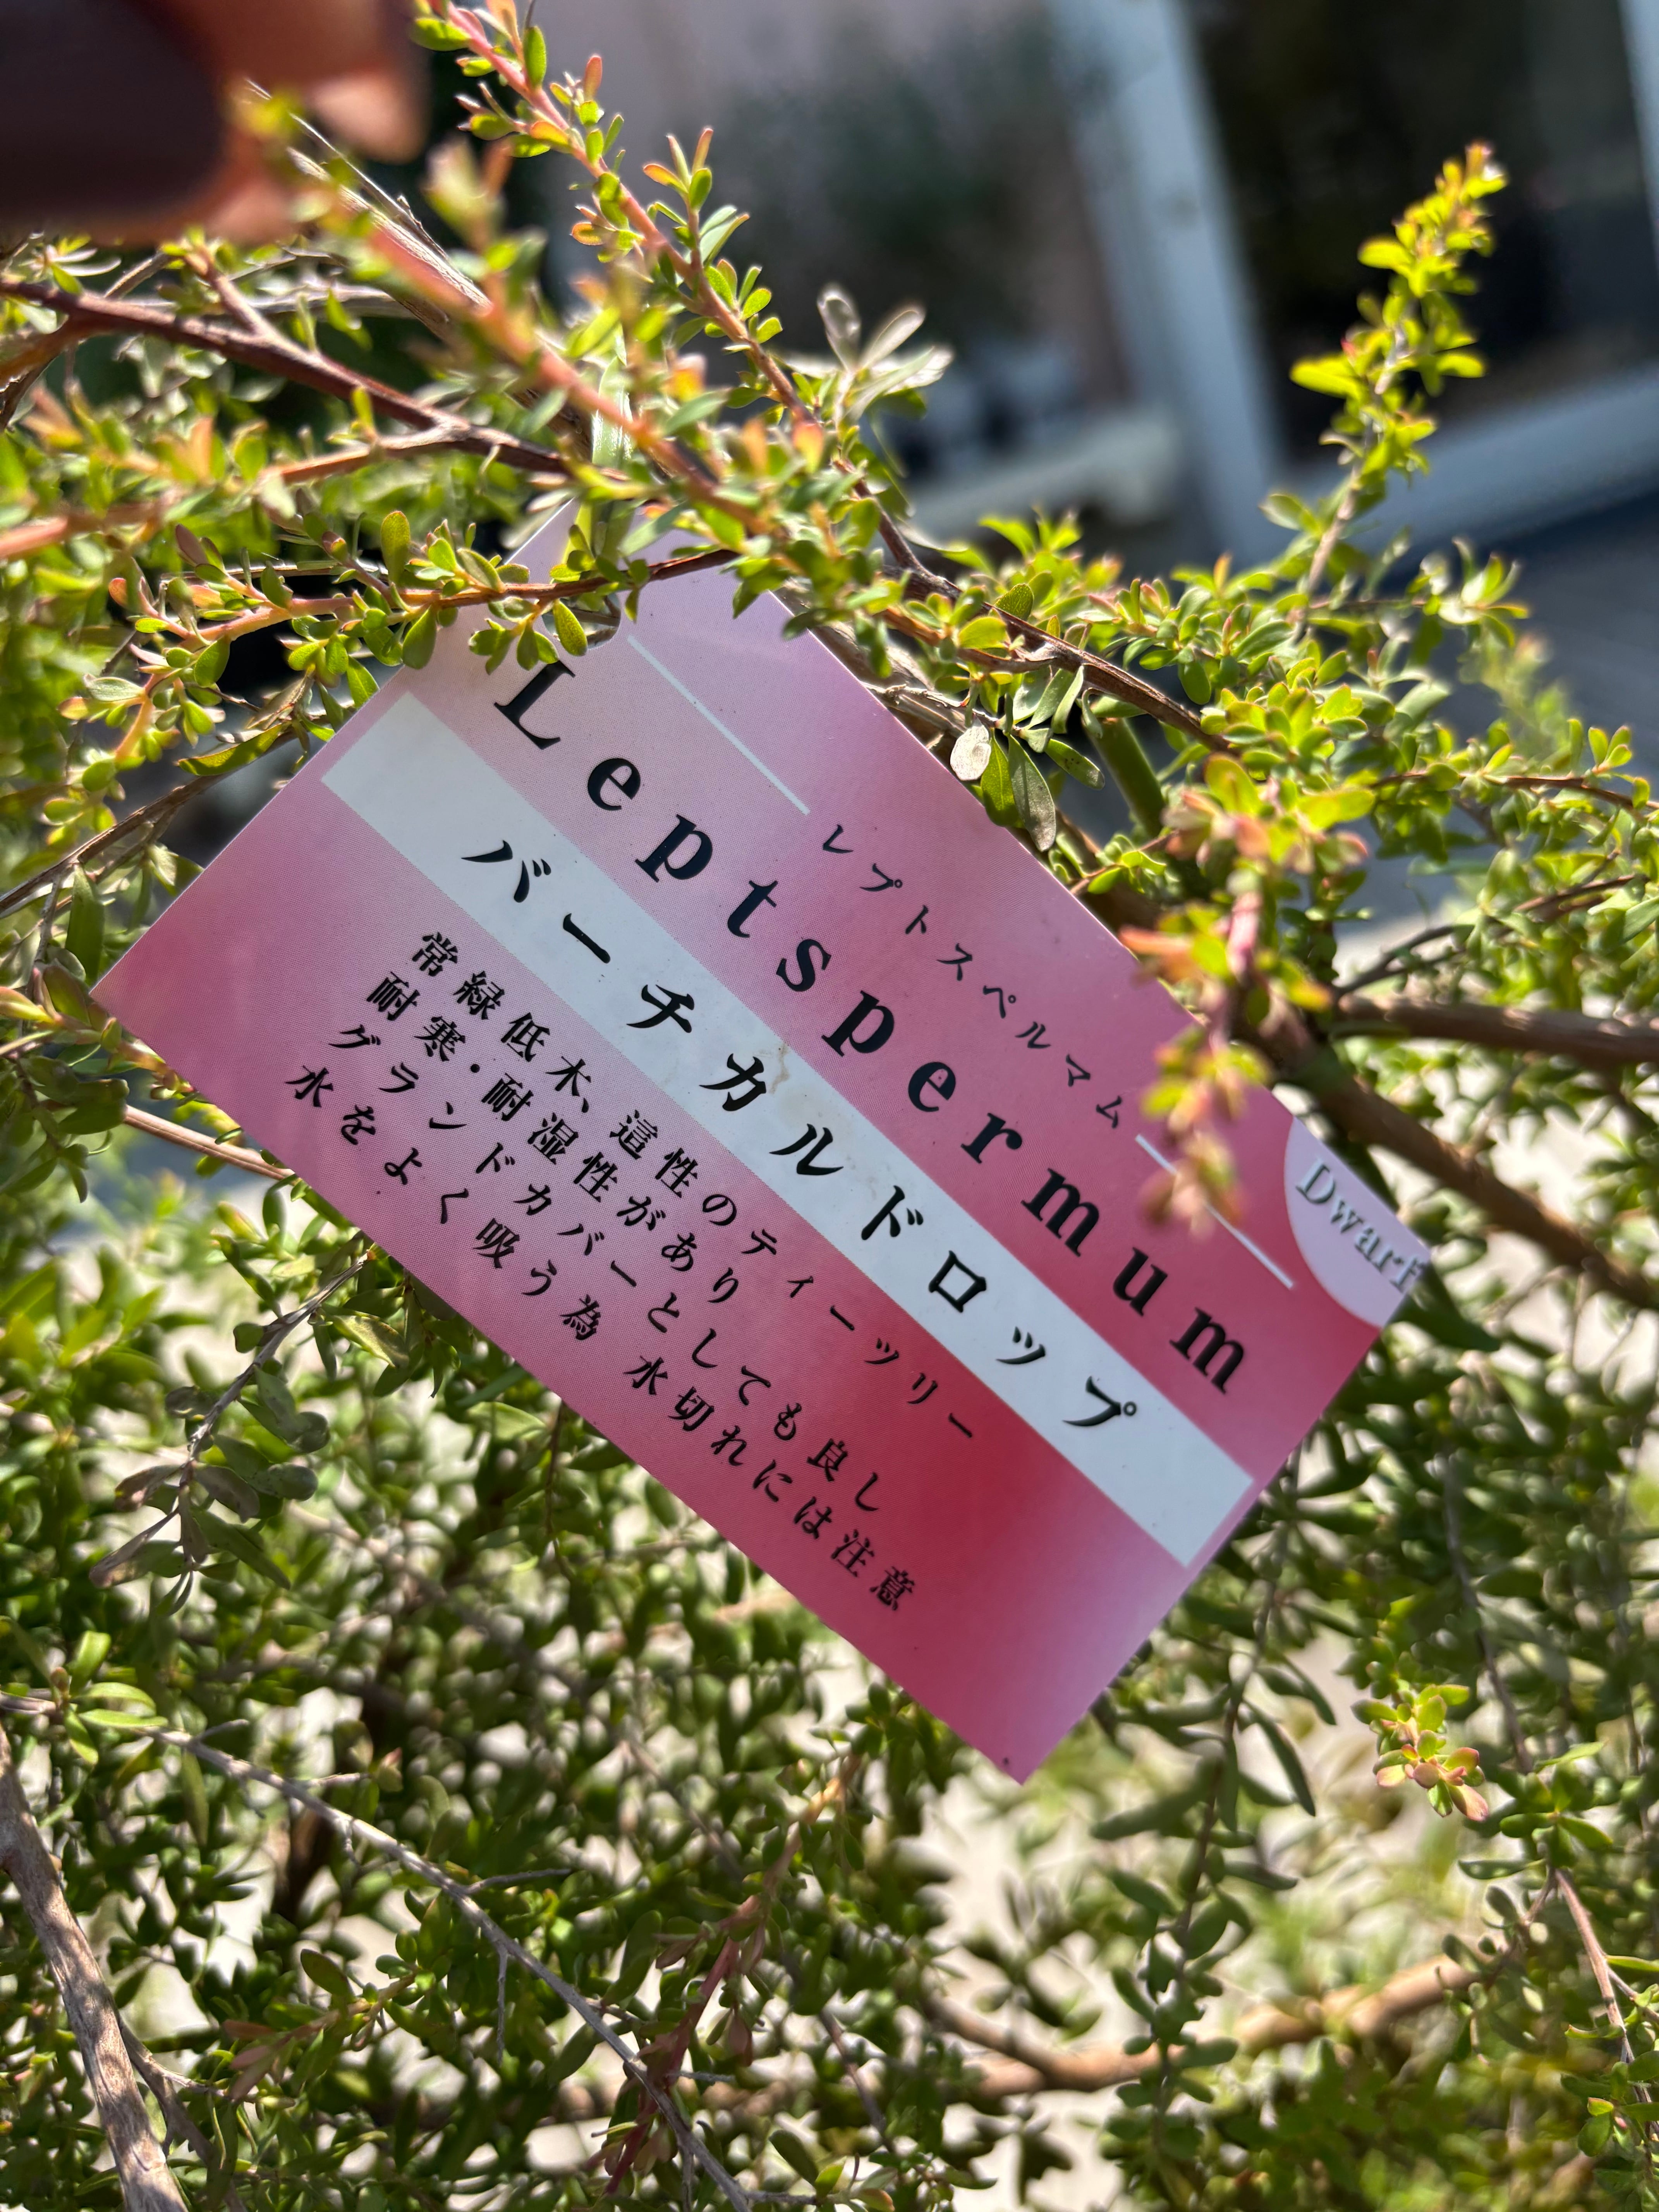 Dwarf
レプトスペルマム
Leptspermum
バーチカルドロップ
常緑低木、這性のティーツリー
耐寒・耐湿性があり
グランドカバーとしても良し
水をよく吸う為 水切れには注意